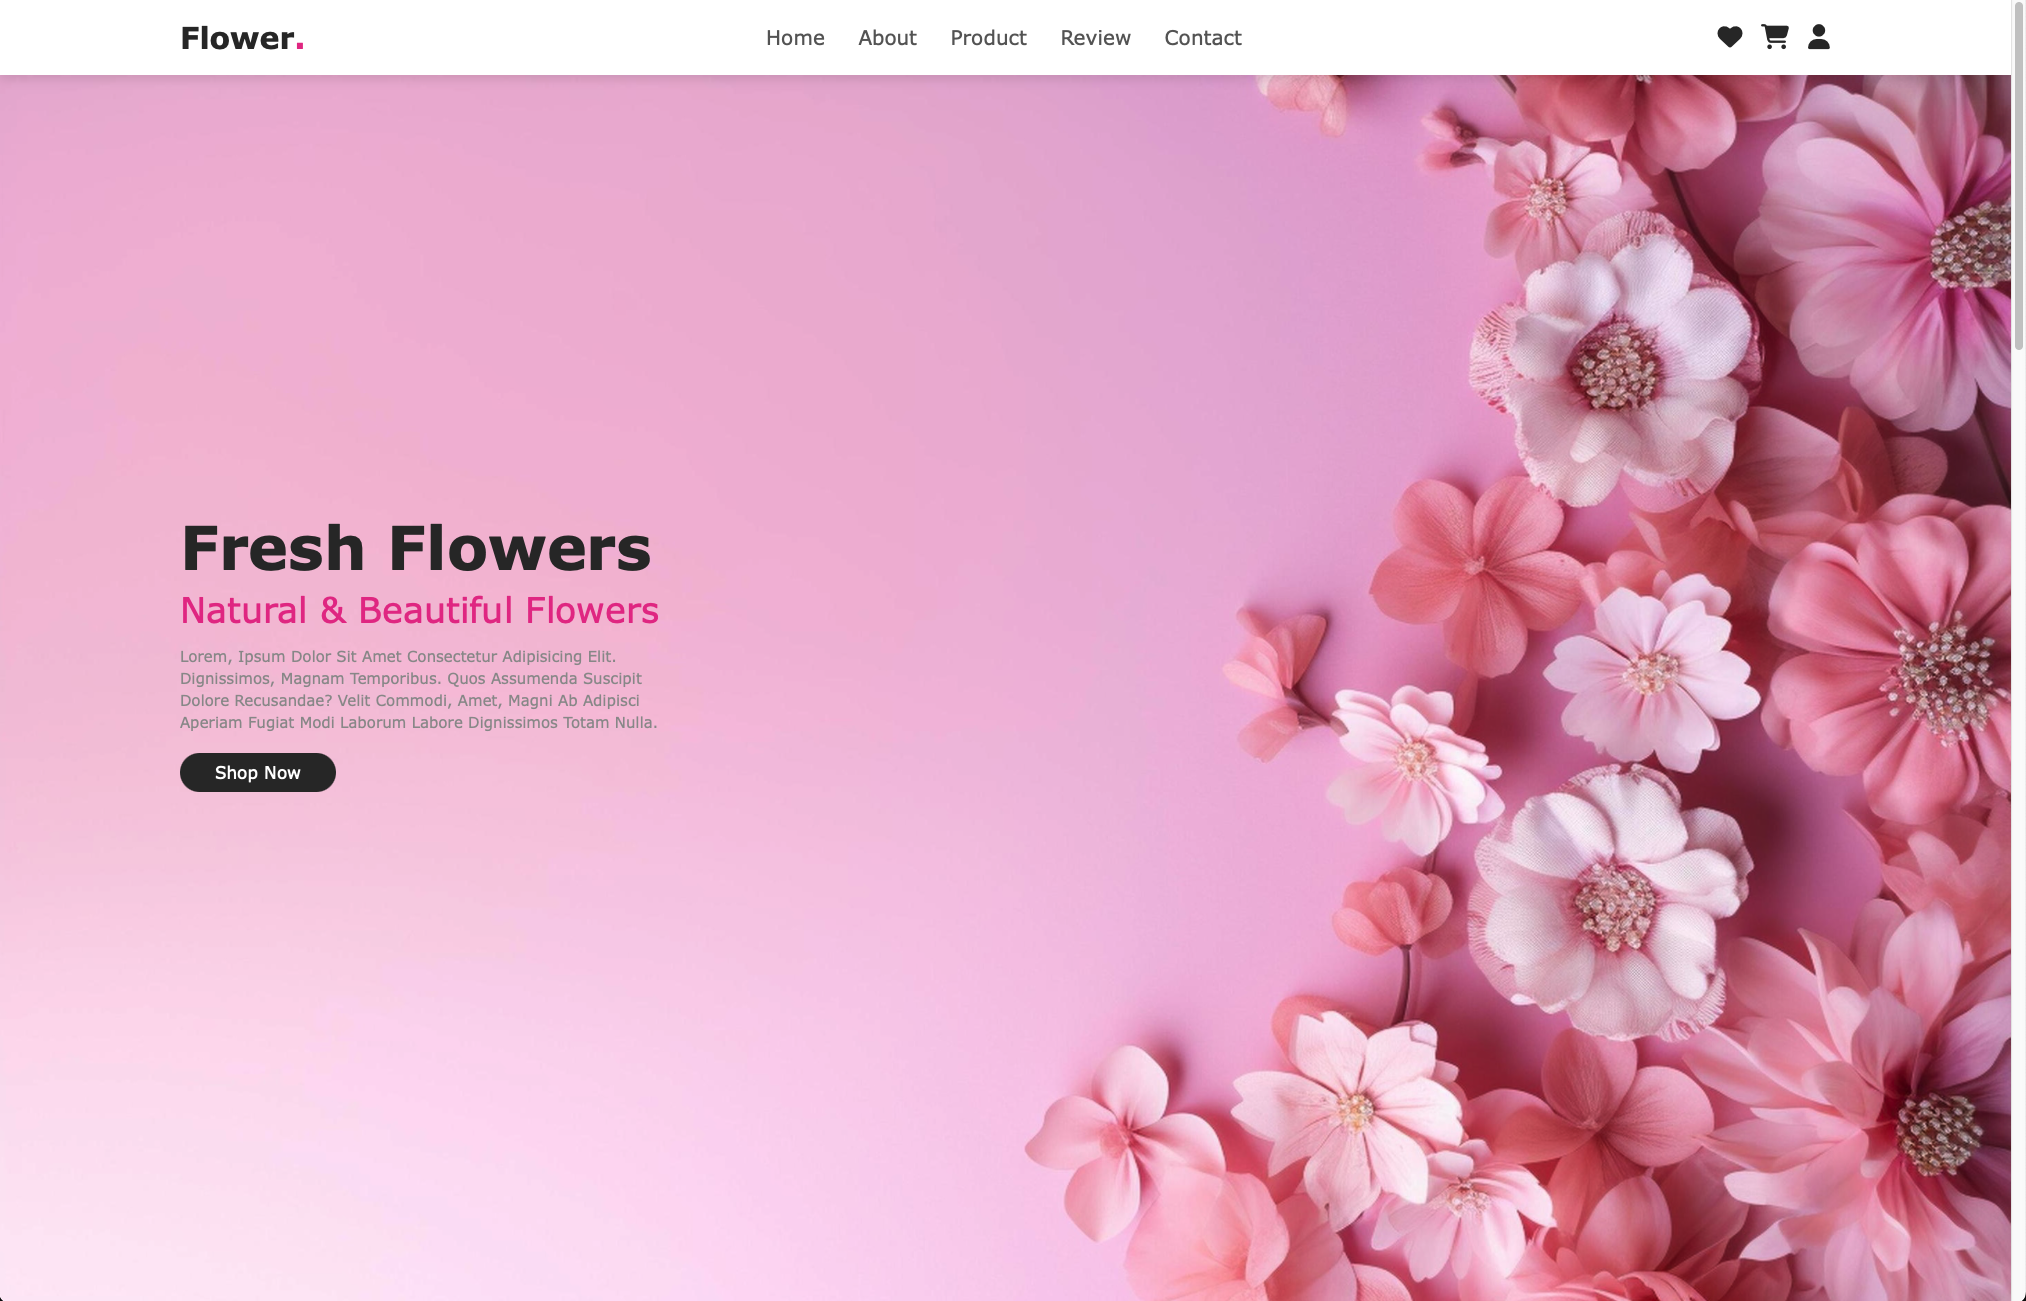 Flower.
Home About Product Review Contact
Fresh Flowers
Natural & Beautiful Flowers
Lorem, Ipsum Dolor Sit Amet Consectetur Adipisicing Elit.
Dignissimos, Magnam Temporibus. Quos Assumenda Suscipit
Dolore Recusandae? Velit Commodi, Amet, Magni Ab Adipisci
Aperiam Fugiat Modi Laborum Labore Dignissimos Totam Nulla.
Shop Now